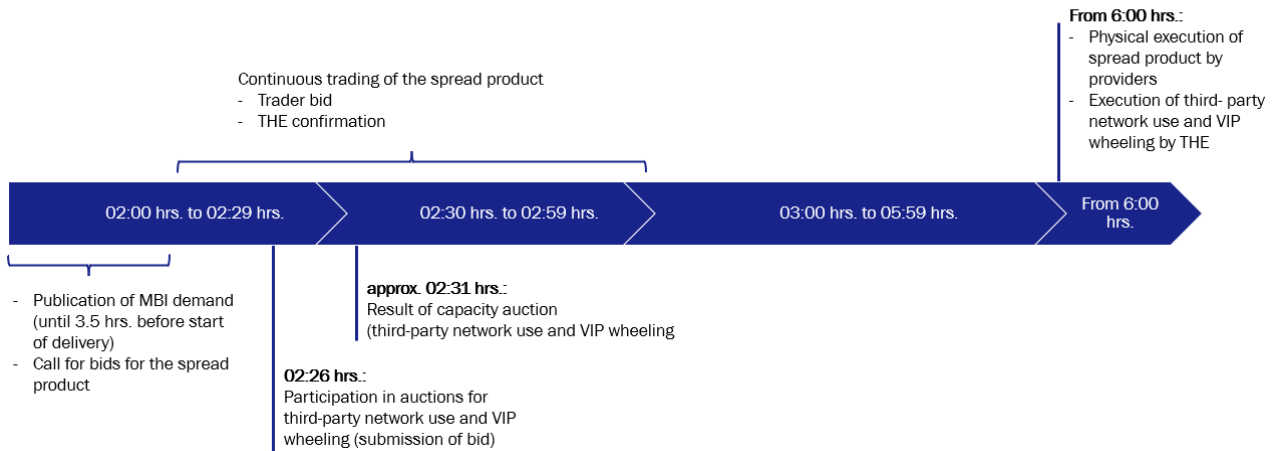 From 6:00 hrs.:
- Physical execution of
spread product by
providers
- Execution of third- party
network use and VIP
wheeling by THE
Continuous trading of the spread product
- Trader bid
- THE confirmation
02:00 hrs. to 02:29 hrs.
02:30 hrs. to 02:59 hrs.
03:00 hrs. to 05:59 hrs.
From 6:00
hrs.
- Publication of MBI demand
(until 3.5 hrs. before start
of delivery)
- Call for bids for the spread
product
approx. 02:31 hrs.:
Result of capacity auction
(third-party network use and VIP wheeling
02:26 hrs.:
Participation in auctions for
third-party network use and VIP
wheeling (submission of bid)